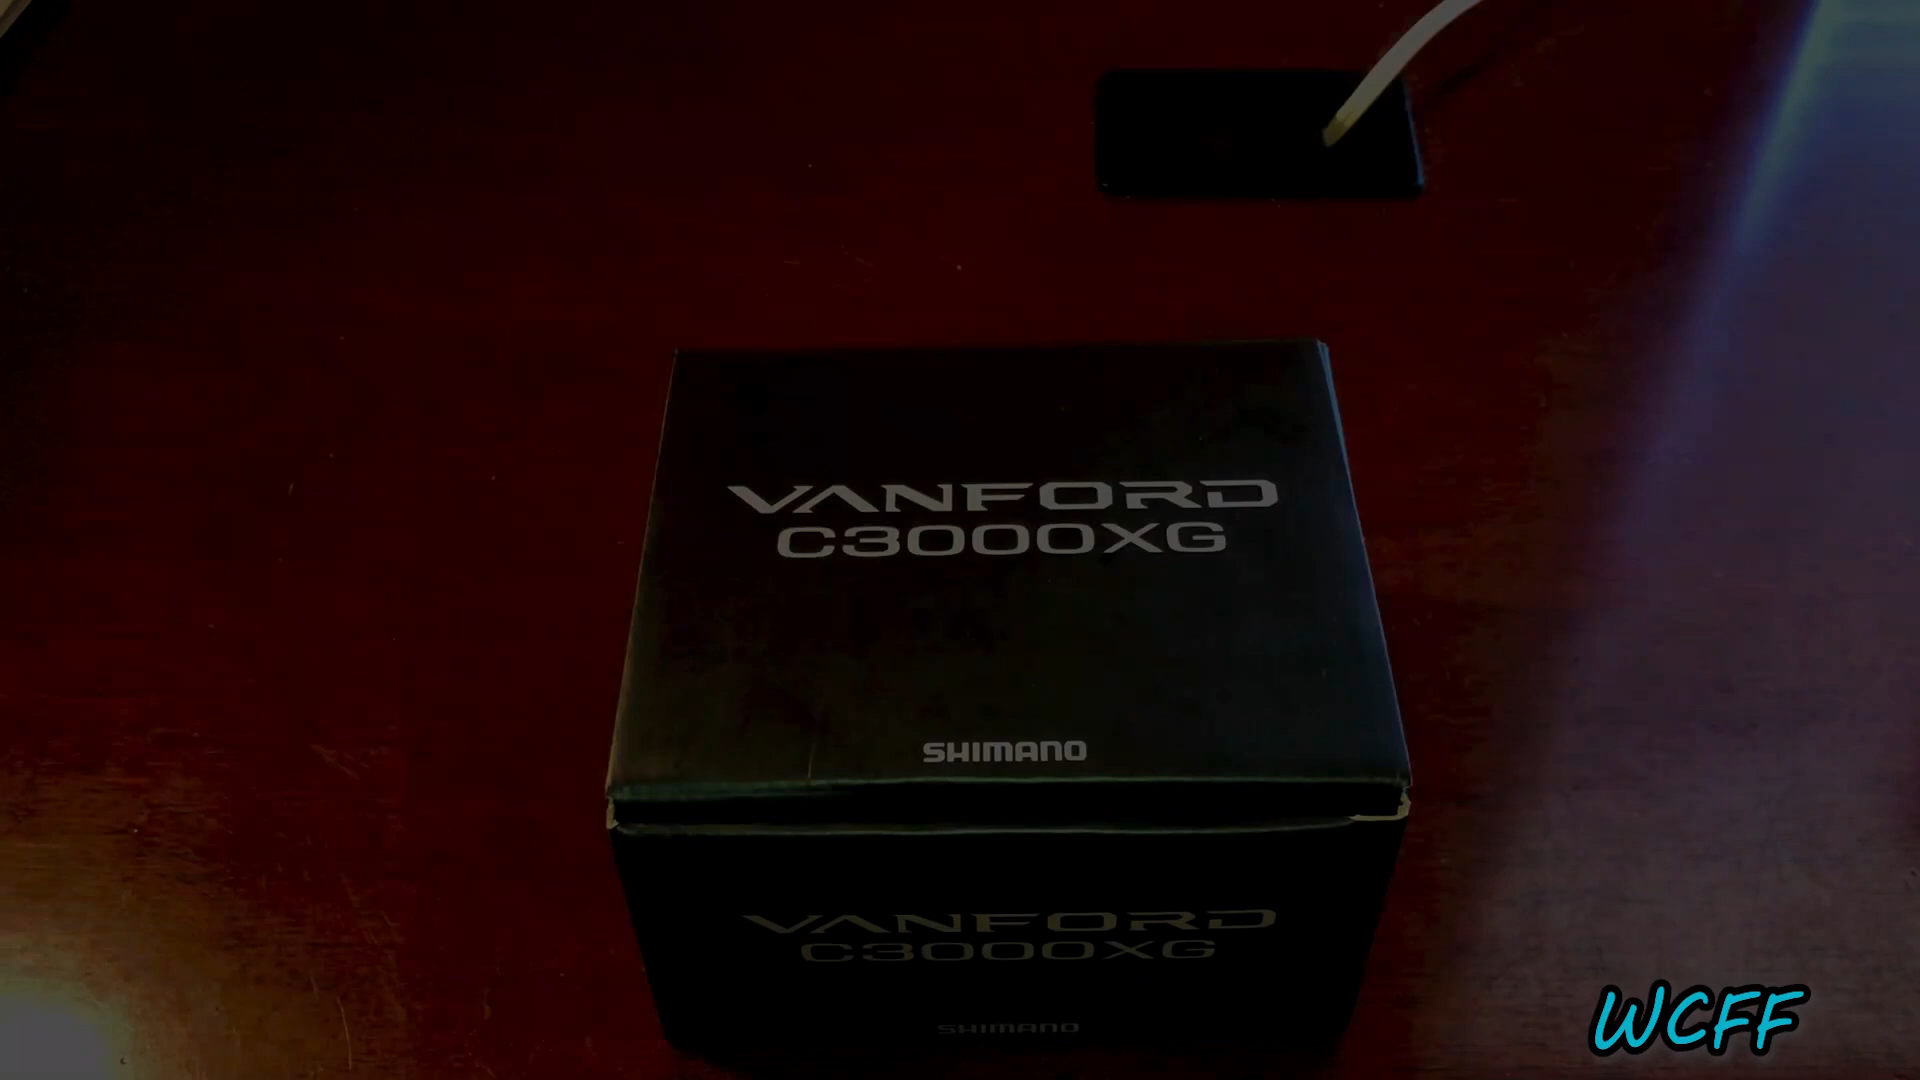 VANFORD
C3000XG
SHIMANO
VANFORD
C3000XG
SHIMANO
WCFF